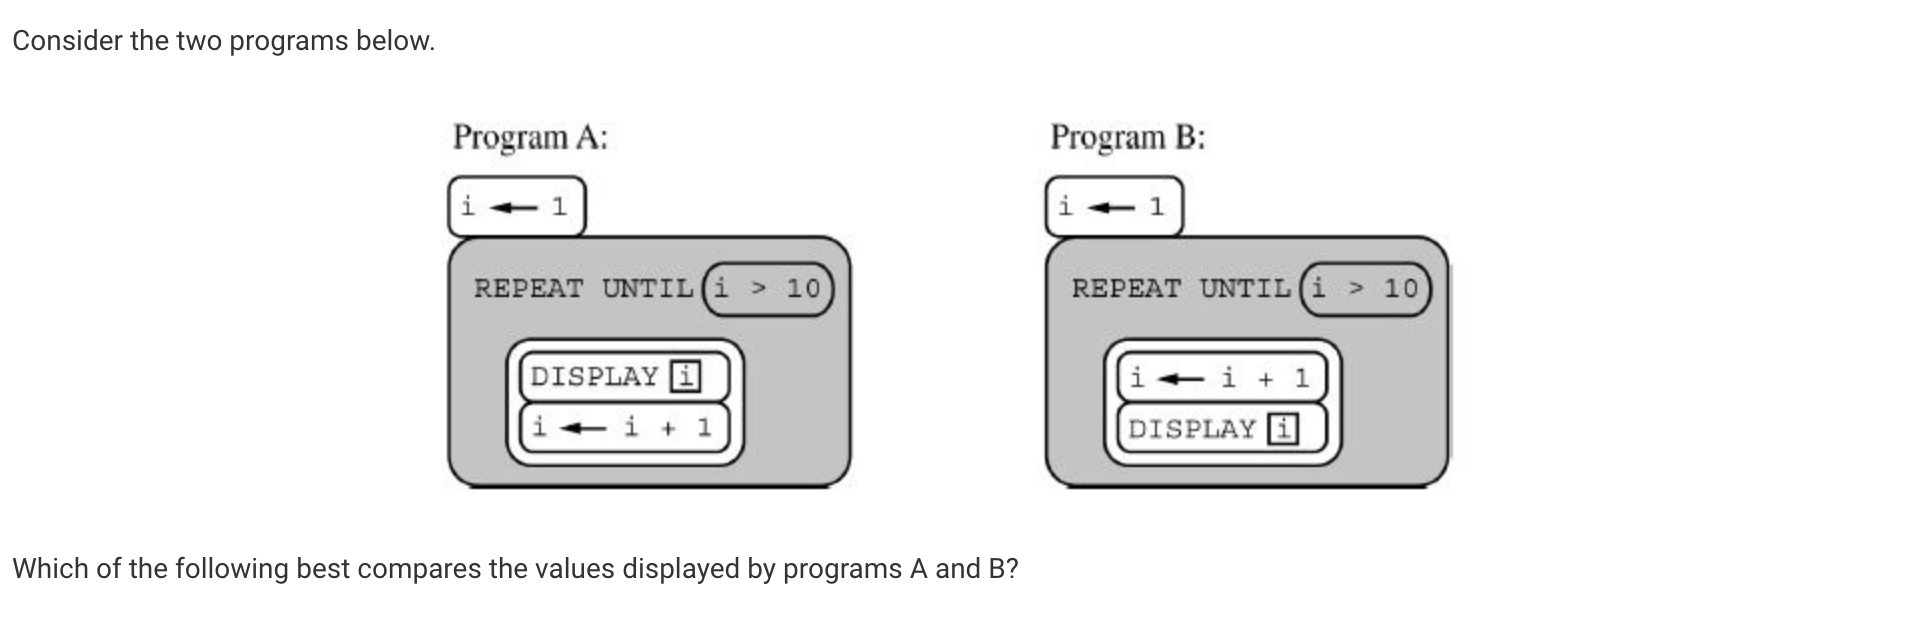 Consider the two programs below.
Program A:
i ← 1
REPEAT UNTIL i > 10
DISPLAY i
i ← i + 1
Program B:
i ← 1
REPEAT UNTIL i > 10
i ← i + 1
DISPLAY i
Which of the following best compares the values displayed by programs A and B?